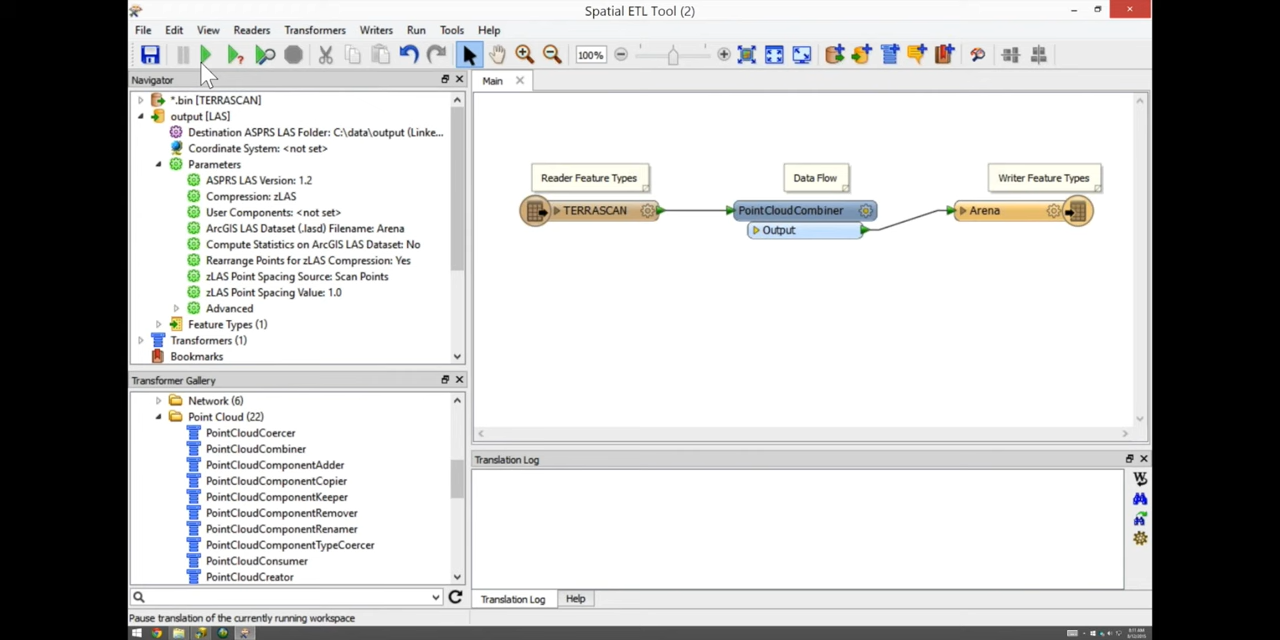 Spatial ETL Tool (2)
File Edit View Readers Transformers Writers Run Tools Help
100%
Navigator
*.bin [TERRASCAN]
output [LAS]
Destination ASPRS LAS Folder: C:\data\output (Linke...
Coordinate System: <not set>
Parameters
ASPRS LAS Version: 1.2
Compression: zLAS
User Components: <not set>
ArcGIS LAS Dataset (.lasd) Filename: Arena
Compute Statistics on ArcGIS LAS Dataset: No
Rearrange Points for zLAS Compression: Yes
zLAS Point Spacing Source: Scan Points
zLAS Point Spacing Value: 1.0
Advanced
Feature Types (1)
Transformers (1)
Bookmarks
Main
Reader Feature Types
Data Flow
Writer Feature Types
TERRASCAN
PointCloudCombiner
Output
Arena
Transformer Gallery
Network (6)
Point Cloud (22)
PointCloudCoercer
PointCloudCombiner
PointCloudComponentAdder
PointCloudComponentCopier
PointCloudComponentKeeper
PointCloudComponentRemover
PointCloudComponentRenamer
PointCloudComponentTypeCoercer
PointCloudConsumer
PointCloudCreator
Translation Log
Translation Log Help
Pause translation of the currently running workspace